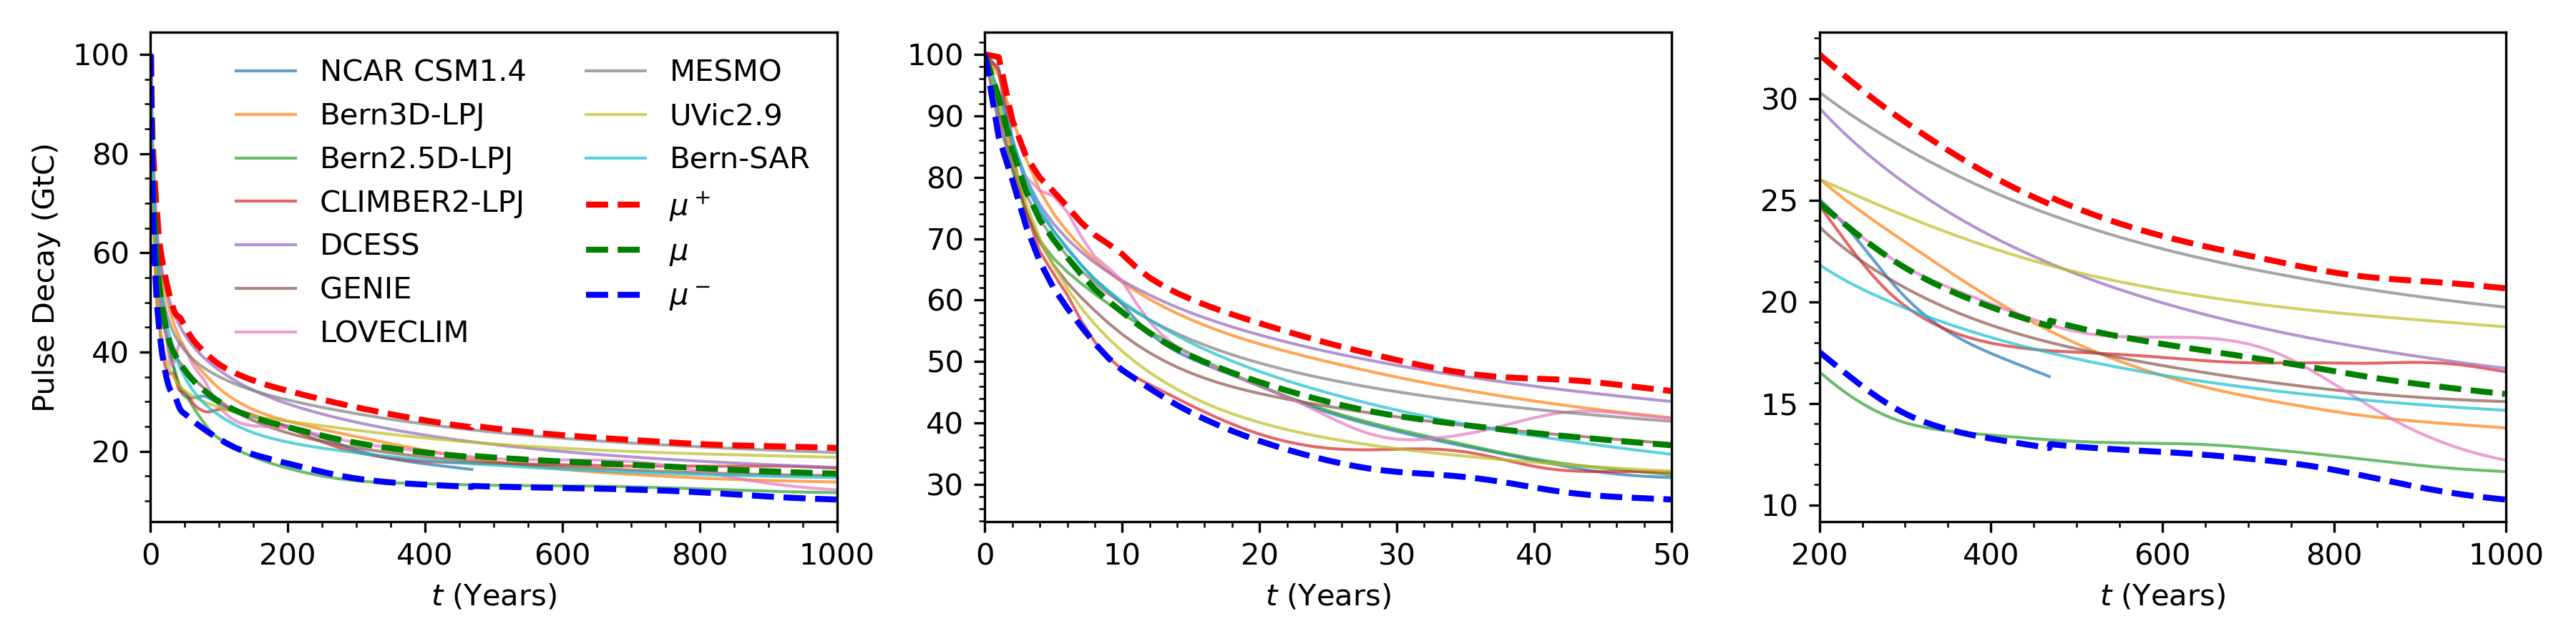 Pulse Decay (GtC)
100
80
60
40
20
0
200
400
600
800
1000
t (Years)
NCAR CSM1.4
Bern3D-LPJ
Bern2.5D-LPJ
CLIMBER2-LPJ
DCESS
GENIE
LOVECLIM
MESMO
UVic2.9
Bern-SAR
μ⁺
μ
μ⁻
100
90
80
70
60
50
40
30
0
10
20
30
40
50
t (Years)
30
25
20
15
10
200
400
600
800
1000
t (Years)